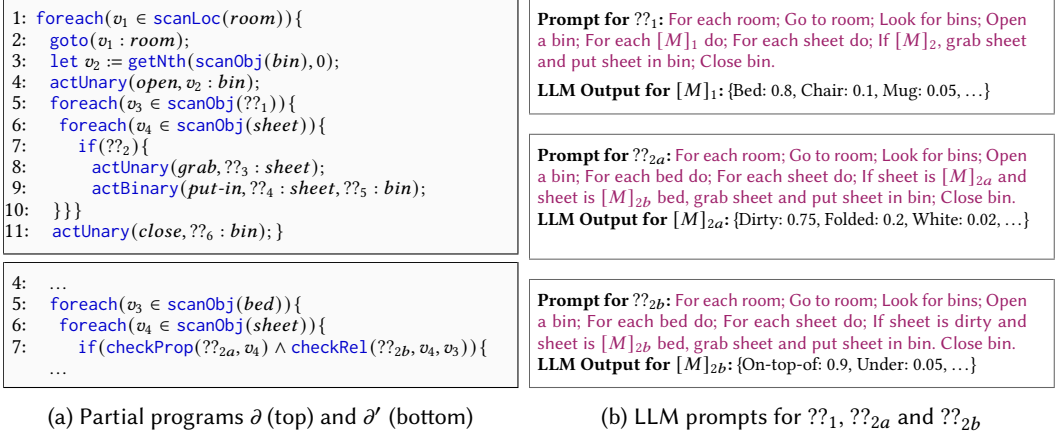 1: foreach(v₁ ∈ scanLoc(room)){
2: goto(v₁ : room);
3: let v₂ := getNth(scanObj(bin), 0);
4: actUnary(open, v₂ : bin);
5: foreach(v₃ ∈ scanObj(??₁)){
6: foreach(v₄ ∈ scanObj(sheet)){
7: if(??₂){
8: actUnary(grab, ??₃ : sheet);
9: actBinary(put-in, ??₄ : sheet, ??₅ : bin);
10: }}}
11: actUnary(close, ??₆ : bin); }
4: ...
5: foreach(v₃ ∈ scanObj(bed)){
6: foreach(v₄ ∈ scanObj(sheet)){
7: if(checkProp(??₂ₐ, v₄) ∧ checkRel(??_{2b}, v₄, v₃)){
...
(a) Partial programs ∂ (top) and ∂′ (bottom)
Prompt for ??₁: For each room; Go to room; Look for bins; Open
a bin; For each [M]₁ do; For each sheet do; If [M]₂, grab sheet
and put sheet in bin; Close bin.
LLM Output for [M]₁: {Bed: 0.8, Chair: 0.1, Mug: 0.05, ...}
Prompt for ??₂ₐ: For each room; Go to room; Look for bins; Open
a bin; For each bed do; For each sheet do; If sheet is [M]₂ₐ and
sheet is [M]_{2b} bed, grab sheet and put sheet in bin; Close bin.
LLM Output for [M]₂ₐ: {Dirty: 0.75, Folded: 0.2, White: 0.02, ...}
Prompt for ??_{2b}: For each room; Go to room; Look for bins; Open
a bin; For each bed do; For each sheet do; If sheet is dirty and
sheet is [M]_{2b} bed, grab sheet and put sheet in bin. Close bin.
LLM Output for [M]_{2b}: {On-top-of: 0.9, Under: 0.05, ...}
(b) LLM prompts for ??₁, ??₂ₐ and ??_{2b}